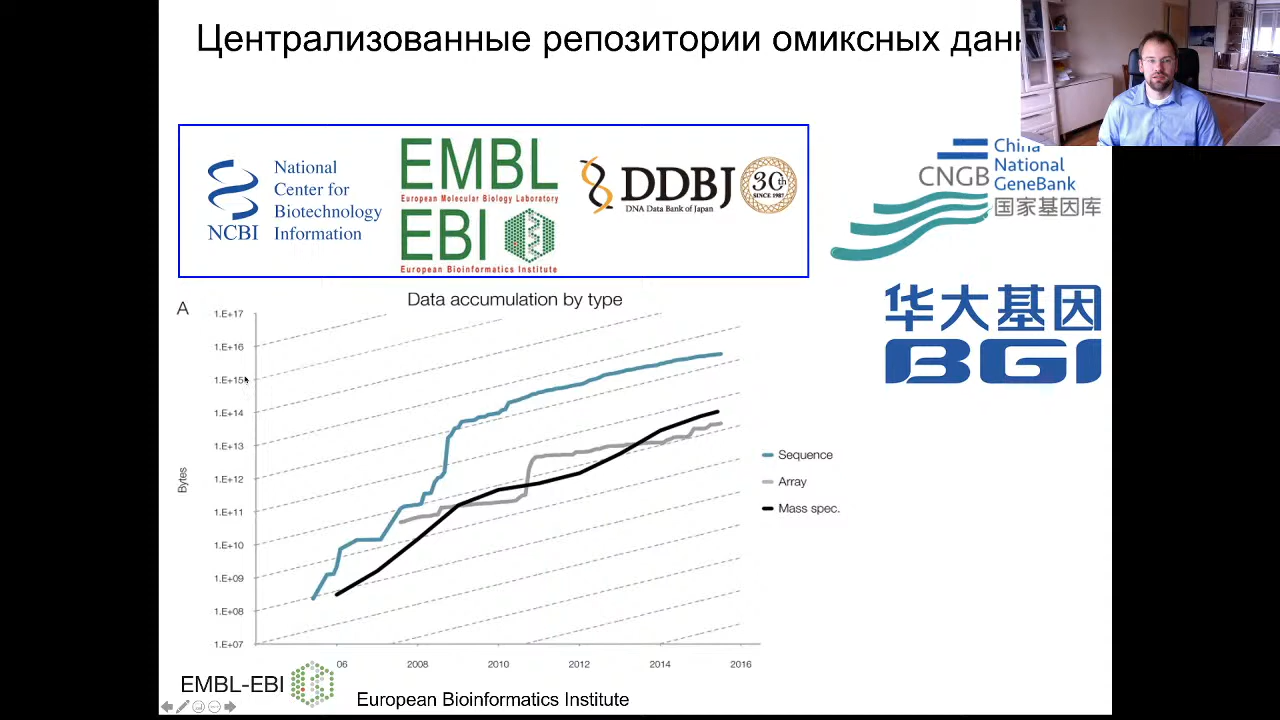 Централизованные репозитории омиксных
National
Center for
Biotechnology
Information
NCBI
EMBL
European Molecular Biology Laboratory
EBI
European Bioinformatics Institute
DDBJ
DNA Data Bank of Japan
30th
SINCE 1987
China
National
GeneBank
CNGB
国家基因库
华大基因
BGI
A
Data accumulation by type
1.E+17
1.E+16
1.E+15
1.E+14
1.E+13
1.E+12
1.E+11
1.E+10
1.E+09
1.E+08
1.E+07
Bytes
06 2008 2010 2012 2014 2016
Sequence
Array
Mass spec.
EMBL-EBI
European Bioinformatics Institute